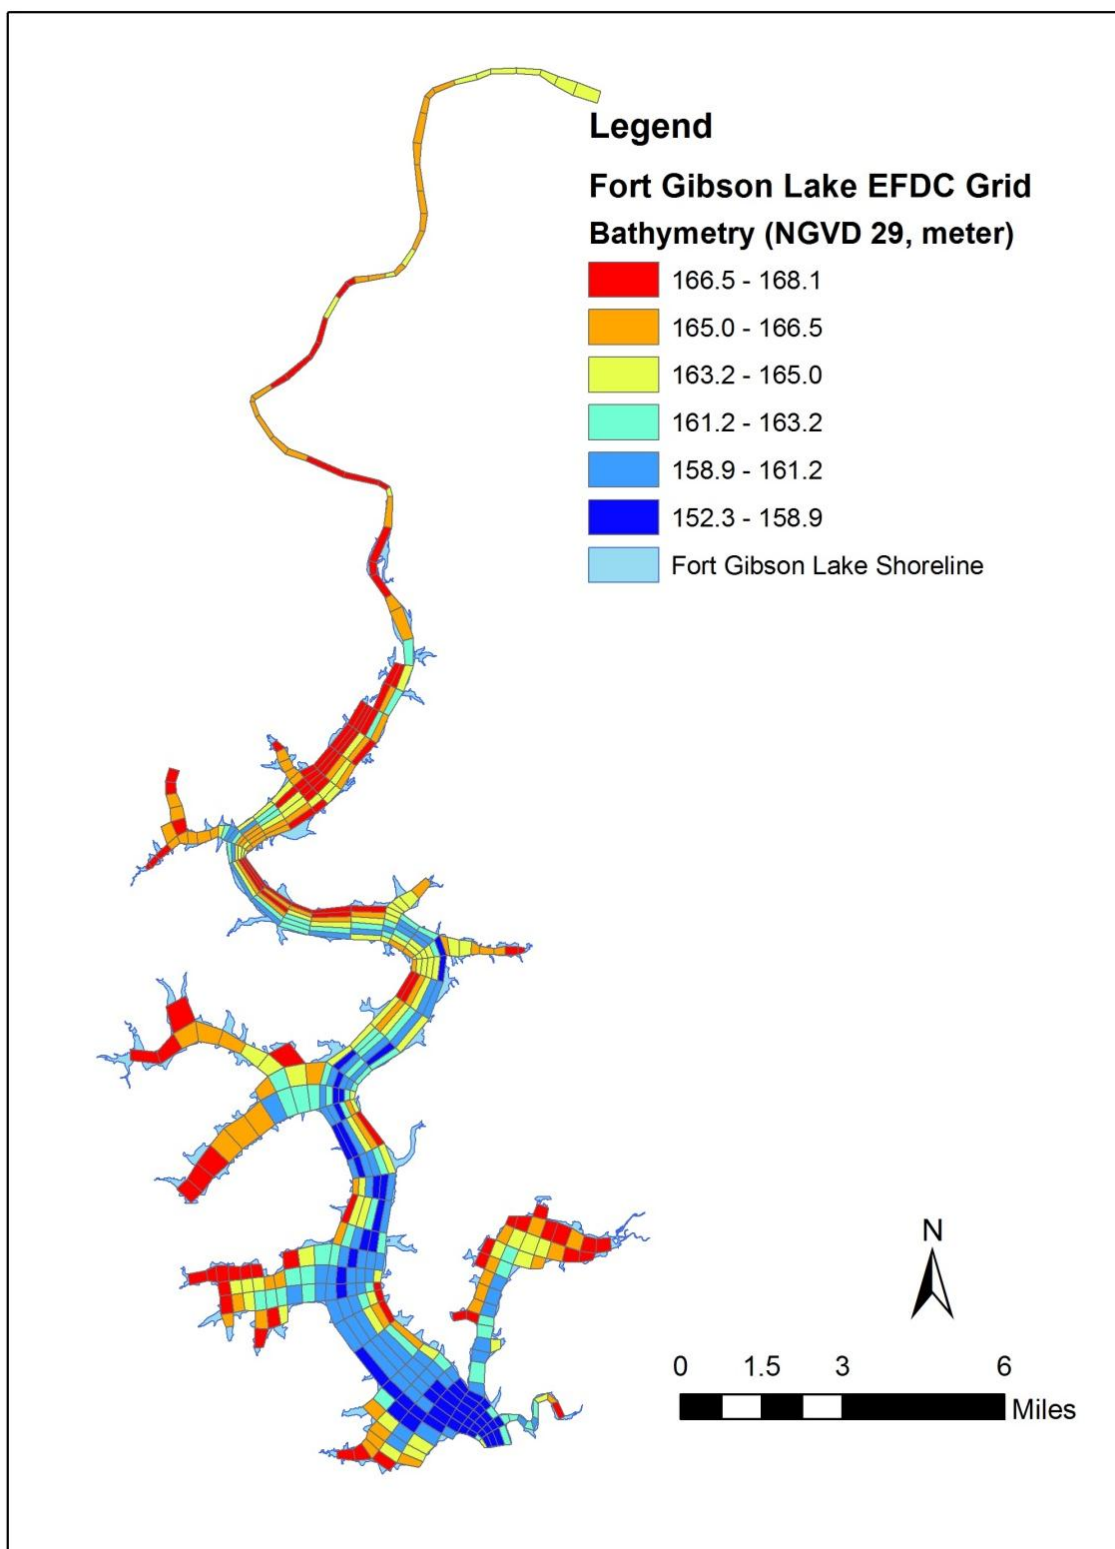 Legend
Fort Gibson Lake EFDC Grid
Bathymetry (NGVD 29, meter)
166.5 - 168.1
165.0 - 166.5
163.2 - 165.0
161.2 - 163.2
158.9 - 161.2
152.3 - 158.9
Fort Gibson Lake Shoreline
N
0 1.5 3 6
Miles